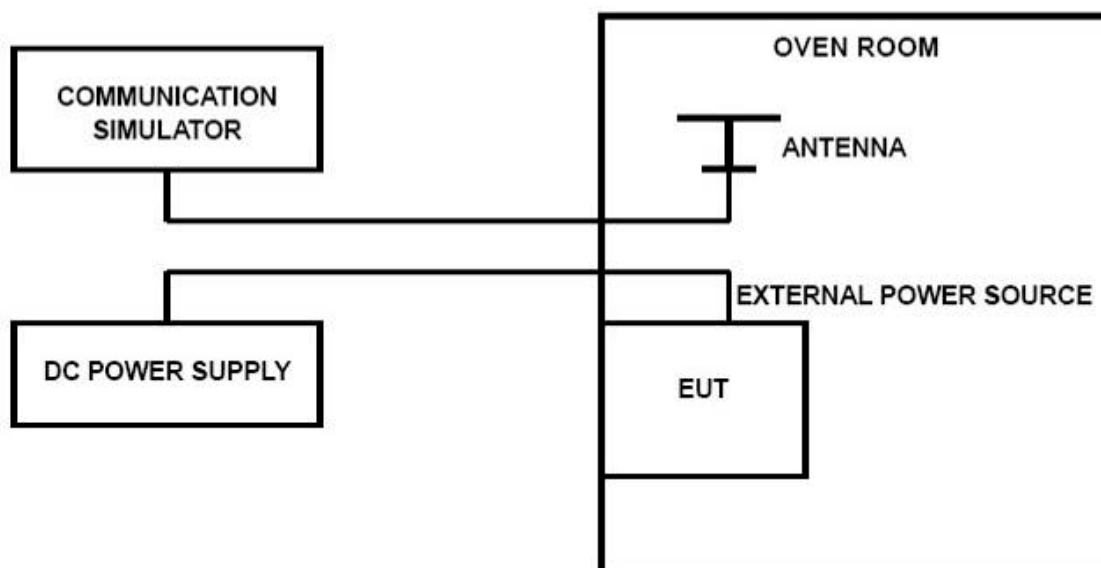 OVEN ROOM
COMMUNICATION
SIMULATOR
ANTENNA
EXTERNAL POWER SOURCE
DC POWER SUPPLY
EUT